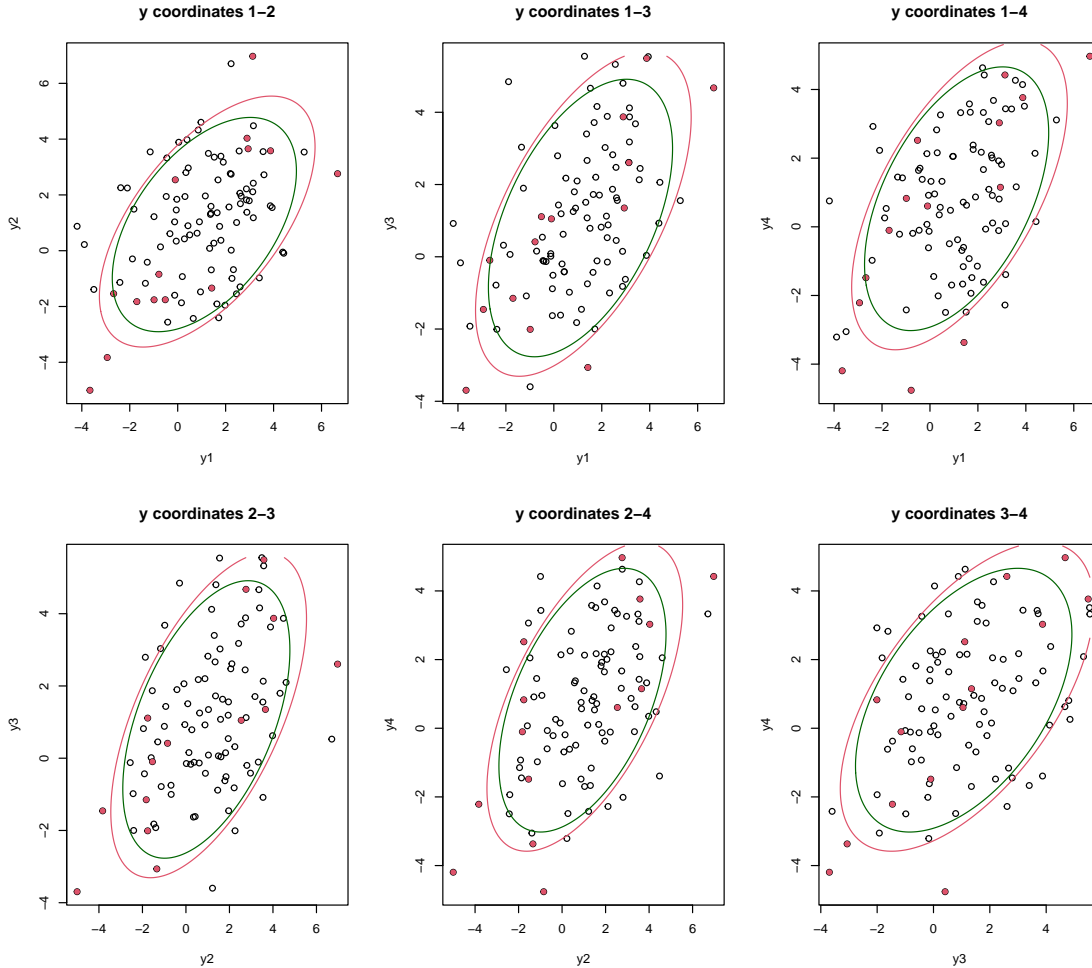 y coordinates 1−2
y coordinates 1−3
y coordinates 1−4
y2
6
4
2
0
−2
−4
−4 −2 0 2 4 6
y1
y3
4
2
0
−2
−4
−4 −2 0 2 4 6
y1
y4
4
2
0
−2
−4
−4 −2 0 2 4 6
y1
y coordinates 2−3
y coordinates 2−4
y coordinates 3−4
y3
4
2
0
−2
−4
−4 −2 0 2 4 6
y2
y4
4
2
0
−2
−4
−4 −2 0 2 4 6
y2
y4
4
2
0
−2
−4
−4 −2 0 2 4
y3